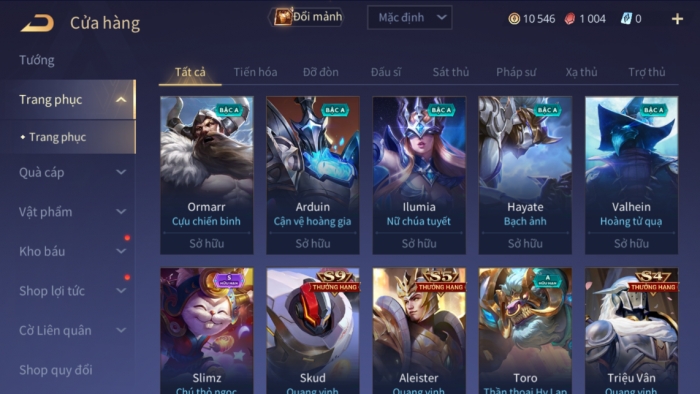 Cửa hàng
Đổi mảnh
Mặc định
10 546
1 004
0
Tướng
Trang phục
Trang phục
Quà cáp
Vật phẩm
Kho báu
Shop lợi tức
Cờ Liên quân
Shop quy đổi
Tất cả
Tiến hóa
Đỡ đòn
Đấu sĩ
Sát thủ
Pháp sư
Xạ thủ
Trợ thủ
BẬC A
Ormarr
Cựu chiến binh
Sở hữu
BẬC A
Arduin
Cận vệ hoàng gia
Sở hữu
BẬC A
Ilumia
Nữ chúa tuyết
Sở hữu
BẬC A
Hayate
Bạch ảnh
Sở hữu
BẬC A
Valhein
Hoàng tử quạ
Sở hữu
S
HỮU HẠN
Slimz
Chú thỏ ngọc
S9
THƯỞNG HẠNG
Skud
Quang vinh
S5
THƯỞNG HẠNG
Aleister
Quang vinh
A
HỮU HẠN
Toro
Thần thoại Hy Lạp
S47
THƯỞNG HẠNG
Triệu Vân
Quang vinh